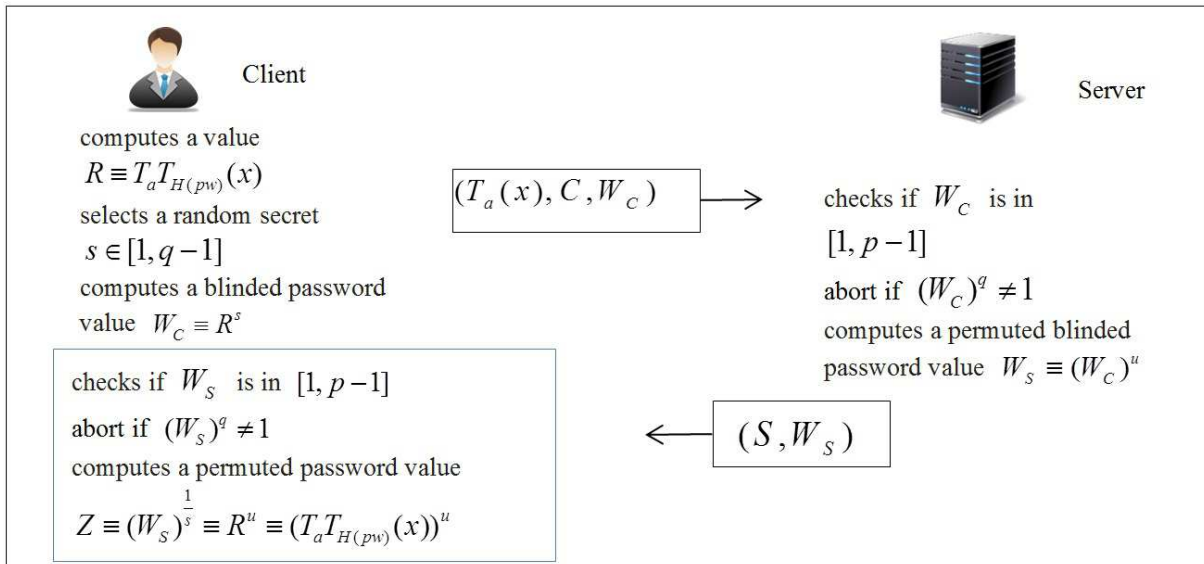 Client
computes a value
R ≡ T_a T_{H(pw)}(x)
selects a random secret
s ∈ [1, q − 1]
computes a blinded password
value W_C ≡ R^s
(T_a(x), C, W_C)
Server
checks if W_C is in
[1, p − 1]
abort if (W_C)^q ≠ 1
computes a permuted blinded
password value W_S ≡ (W_C)^u
(S, W_S)
checks if W_S is in [1, p − 1]
abort if (W_S)^q ≠ 1
computes a permuted password value
Z ≡ (W_S)^{1/s} ≡ R^u ≡ (T_a T_{H(pw)}(x))^u